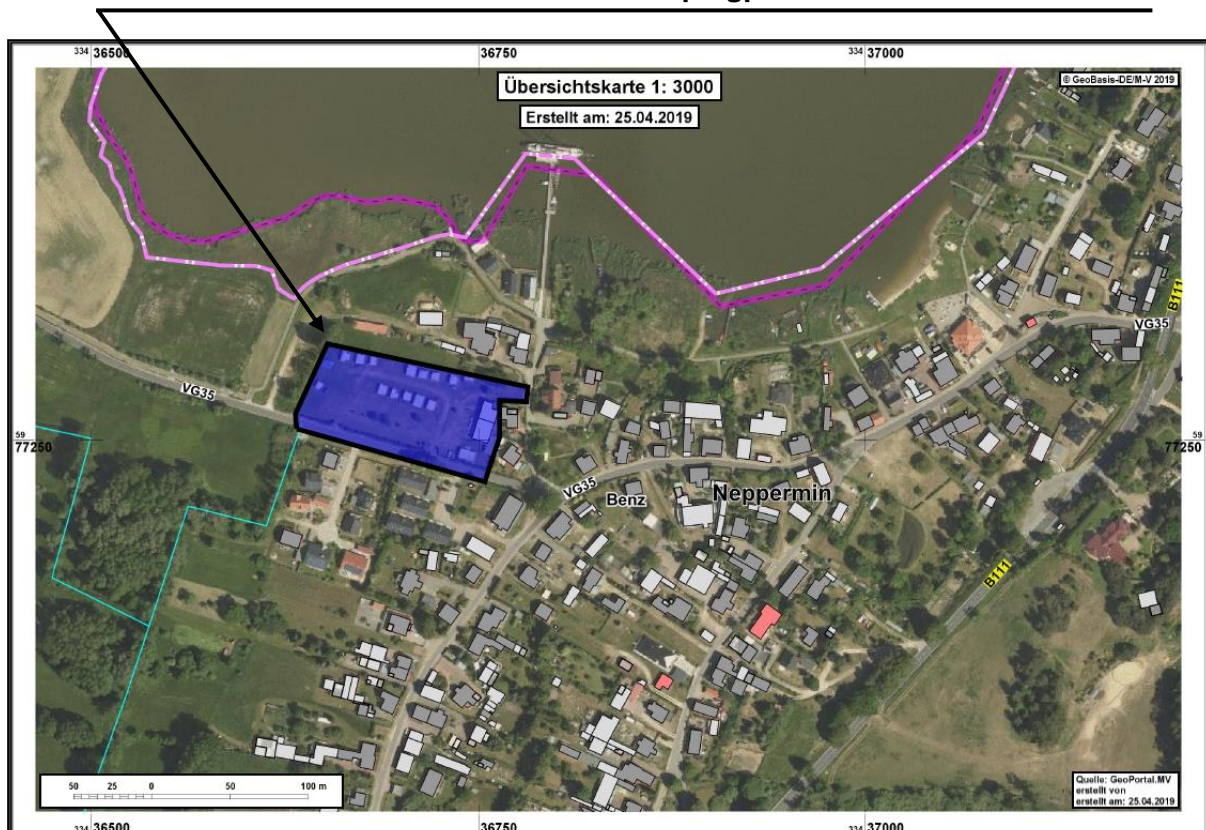 334 36500 36750 334 37000
Übersichtskarte 1: 3000
© GeoBasis-DE/M-V 2019
Erstellt am: 25.04.2019
B111
VG35
VG35
59
77250
59
77250
VG35
Benz
Neppermin
B111
50 25 0 50 100 m
Quelle: GeoPortal.MV
erstellt von
erstellt am: 25.04.2019
334 36500 36750 334 37000